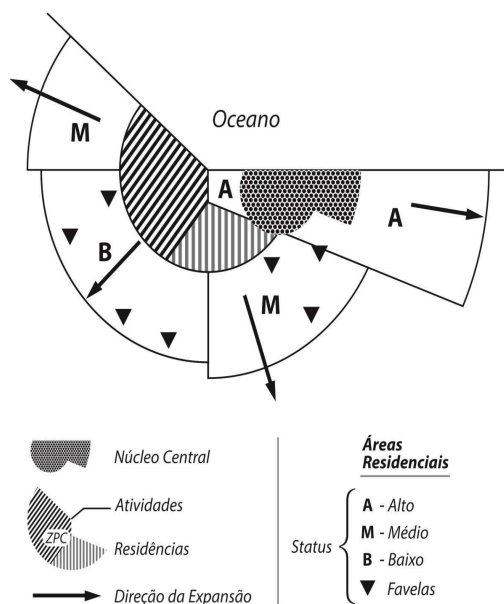 Oceano
M
A
A
B
M
Núcleo Central
Atividades
ZPC
Residências
Direção da Expansão
Áreas
Residenciais
Status
A - Alto
M - Médio
B - Baixo
Favelas